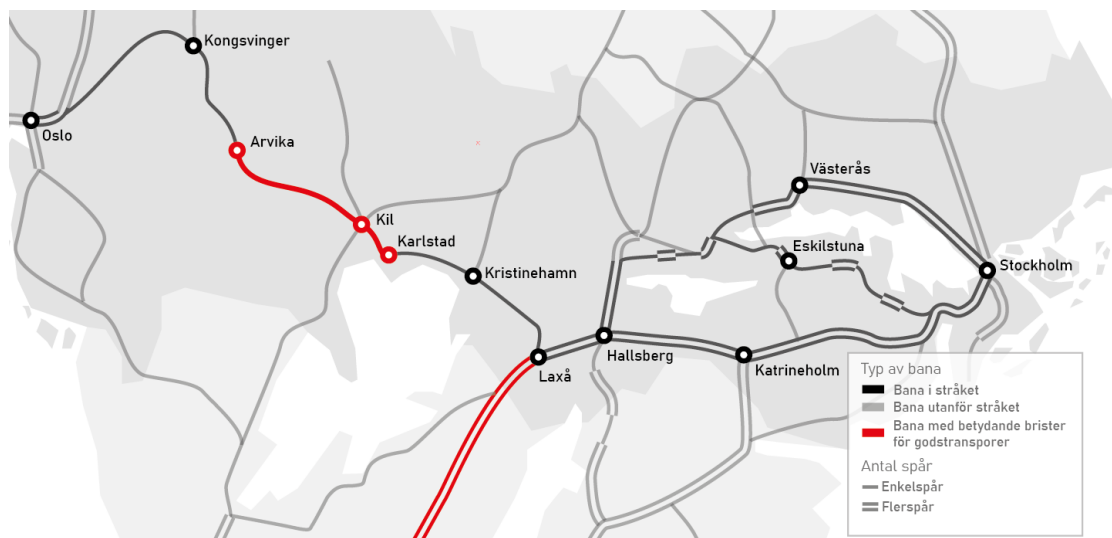 Kongsvinger
Oslo
Arvika
Västerås
Kil
Karlstad
Eskilstuna
Stockholm
Kristinehamn
Hallsberg
Katrineholm
Laxå
Typ av bana
Bana i stråket
Bana utanför stråket
Bana med betydande brister
för godstransporer
Antal spår
Enkelspår
Flerspår